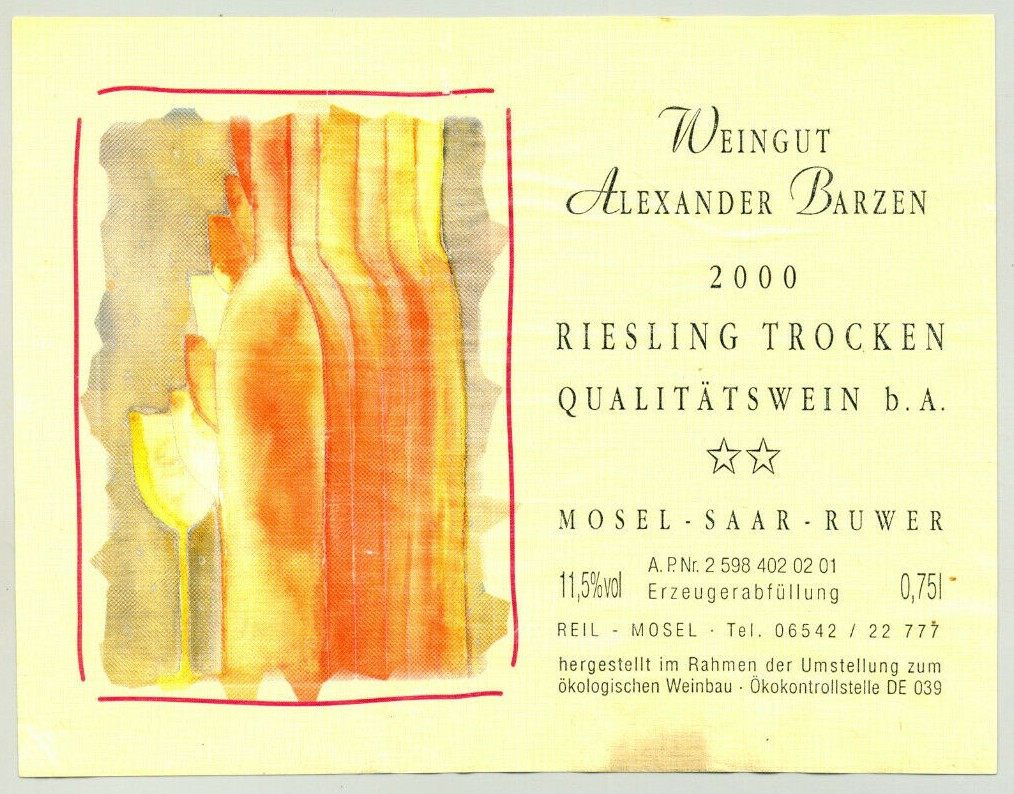 WEINGUT
ALEXANDER BARZEN
2000
RIESLING TROCKEN
QUALITÄTSWEIN b.A.
MOSEL-SAAR-RUWER
A.P.Nr. 2 598 402 02 01
11,5%vol Erzeugerabfüllung 0,75l
REIL - MOSEL · Tel. 06542 / 22 777
hergestellt im Rahmen der Umstellung zum
ökologischen Weinbau · Ökokontrollstelle DE 039